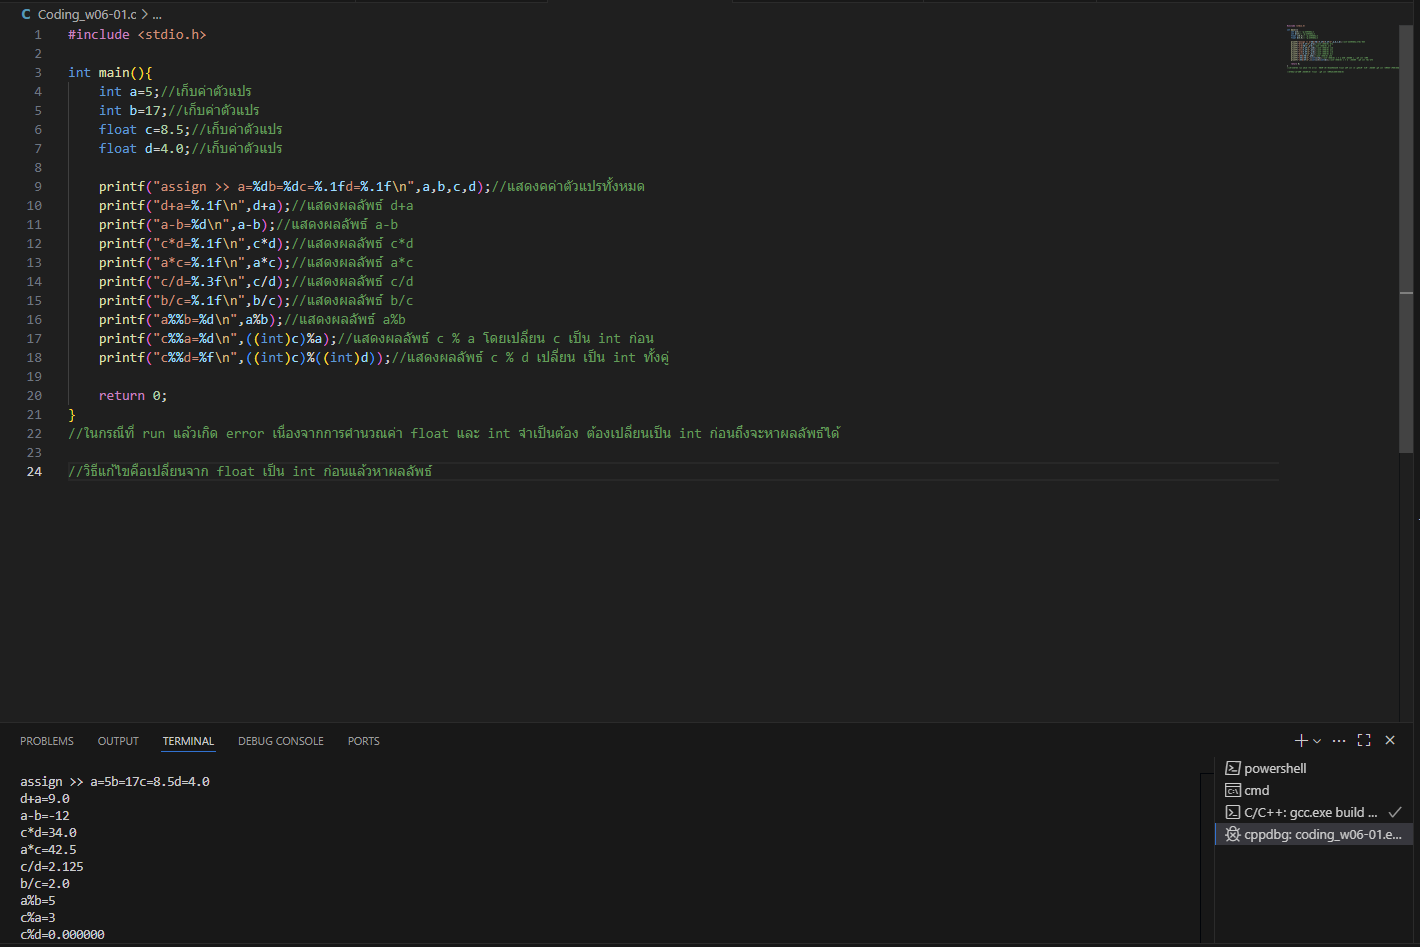 C Coding_w06-01.c > ...
1 #include <stdio.h>
2
3 int main(){
4 int a=5;//เก็บค่าตัวแปร
5 int b=17;//เก็บค่าตัวแปร
6 float c=8.5;//เก็บค่าตัวแปร
7 float d=4.0;//เก็บค่าตัวแปร
8
9 printf("assign >> a=%db=%dc=%.1fd=%.1f\n",a,b,c,d);//แสดงคค่าตัวแปรทั้งหมด
10 printf("d+a=%.1f\n",d+a);//แสดงผลลัพธ์ d+a
11 printf("a-b=%d\n",a-b);//แสดงผลลัพธ์ a-b
12 printf("c*d=%.1f\n",c*d);//แสดงผลลัพธ์ c*d
13 printf("a*c=%.1f\n",a*c);//แสดงผลลัพธ์ a*c
14 printf("c/d=%.3f\n",c/d);//แสดงผลลัพธ์ c/d
15 printf("b/c=%.1f\n",b/c);//แสดงผลลัพธ์ b/c
16 printf("a%%b=%d\n",a%b);//แสดงผลลัพธ์ a%b
17 printf("c%%a=%d\n",((int)c)%a);//แสดงผลลัพธ์ c % a โดยเปลี่ยน c เป็น int ก่อน
18 printf("c%%d=%f\n",((int)c)%((int)d));//แสดงผลลัพธ์ c % d เปลี่ยน เป็น int ทั้งคู่
19
20 return 0;
21 }
22 //ในกรณีที่ run แล้วเกิด error เนื่องจากการคำนวณค่า float และ int จำเป็นต้อง ต้องเปลี่ยนเป็น int ก่อนถึงจะหาผลลัพธ์ได้
23
24 //วิธีแก้ไขคือเปลี่ยนจาก float เป็น int ก่อนแล้วหาผลลัพธ์
PROBLEMS OUTPUT TERMINAL DEBUG CONSOLE PORTS
assign >> a=5b=17c=8.5d=4.0
d+a=9.0
a-b=-12
c*d=34.0
a*c=42.5
c/d=2.125
b/c=2.0
a%b=5
c%a=3
c%d=0.000000
powershell
cmd
C/C++: gcc.exe build ...
cppdbg: coding_w06-01.e...